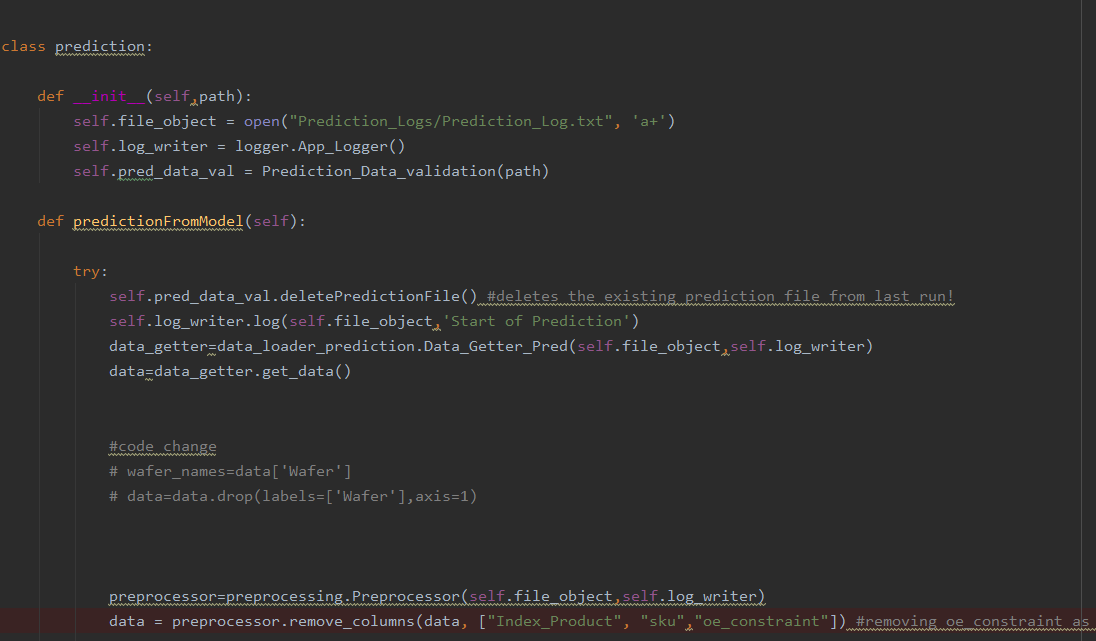 class prediction:
def __init__(self,path):
self.file_object = open("Prediction_Logs/Prediction_Log.txt", 'a+')
self.log_writer = logger.App_Logger()
self.pred_data_val = Prediction_Data_validation(path)
def predictionFromModel(self):
try:
self.pred_data_val.deletePredictionFile() #deletes the existing prediction file from last run!
self.log_writer.log(self.file_object,'Start of Prediction')
data_getter=data_loader_prediction.Data_Getter_Pred(self.file_object,self.log_writer)
data=data_getter.get_data()
#code change
# wafer_names=data['Wafer']
# data=data.drop(labels=['Wafer'],axis=1)
preprocessor=preprocessing.Preprocessor(self.file_object,self.log_writer)
data = preprocessor.remove_columns(data, ["Index_Product", "sku","oe_constraint"]) #removing oe_constraint as